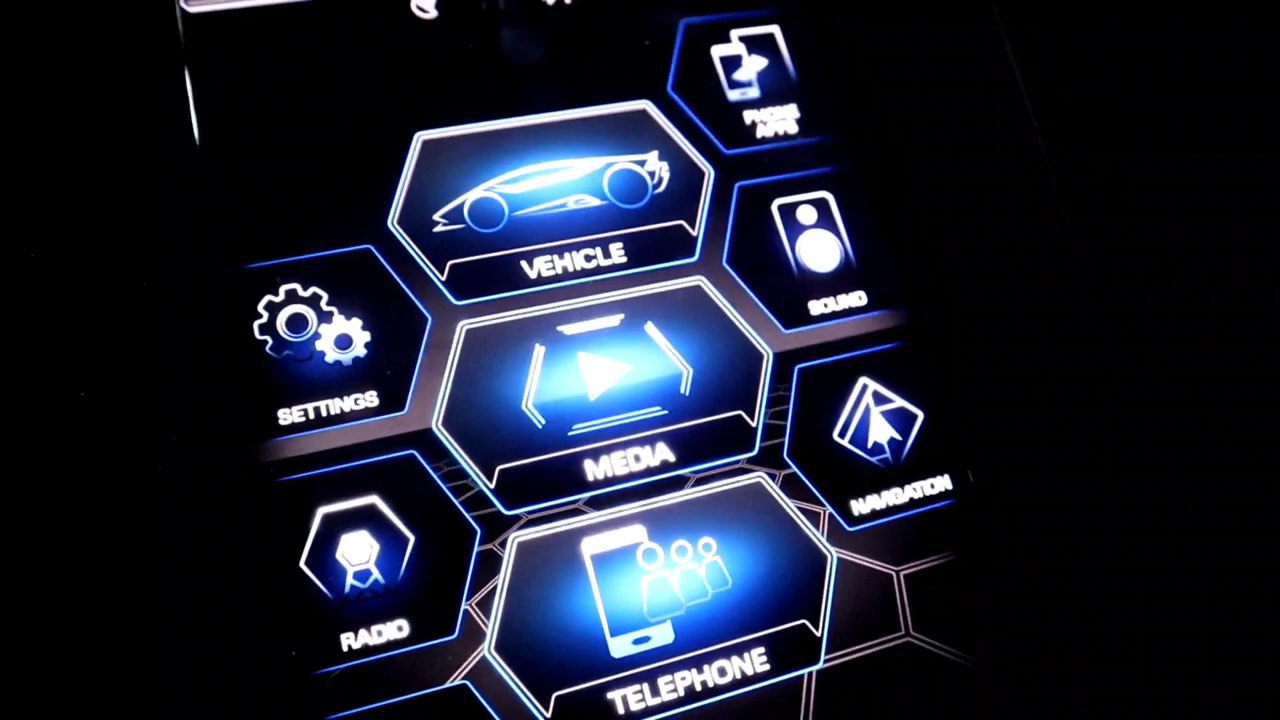 PHONE
APPS
VEHICLE
SOUND
SETTINGS
MEDIA
NAVIGATION
RADIO
TELEPHONE